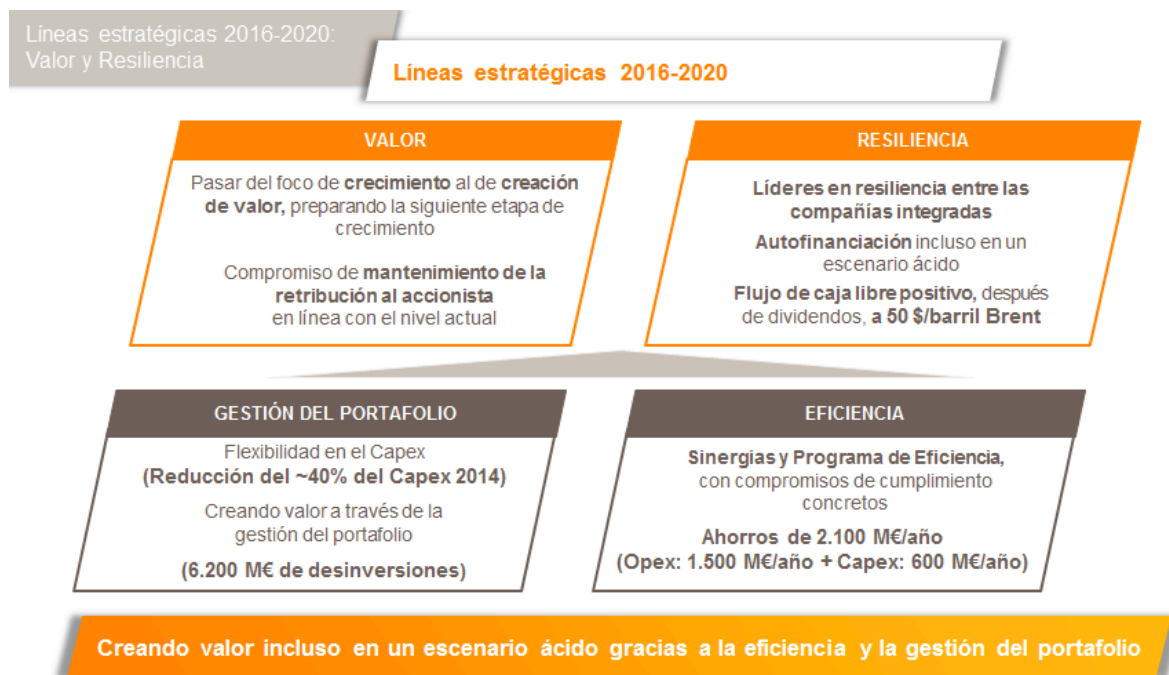 Líneas estratégicas 2016-2020:
Valor y Resiliencia
Líneas estratégicas 2016-2020
VALOR
Pasar del foco de crecimiento al de creación
de valor, preparando la siguiente etapa de
crecimiento
Compromiso de mantenimiento de la
retribución al accionista
en línea con el nivel actual
RESILIENCIA
Líderes en resiliencia entre las
compañías integradas
Autofinanciación incluso en un
escenario ácido
Flujo de caja libre positivo, después
de dividendos, a 50 $/barril Brent
GESTIÓN DEL PORTAFOLIO
Flexibilidad en el Capex
(Reducción del ~40% del Capex 2014)
Creando valor a través de la
gestión del portafolio
(6.200 M€ de desinversiones)
EFICIENCIA
Sinergias y Programa de Eficiencia,
con compromisos de cumplimiento
concretos
Ahorros de 2.100 M€/año
(Opex: 1.500 M€/año + Capex: 600 M€/año)
Creando valor incluso en un escenario ácido gracias a la eficiencia y la gestión del portafolio